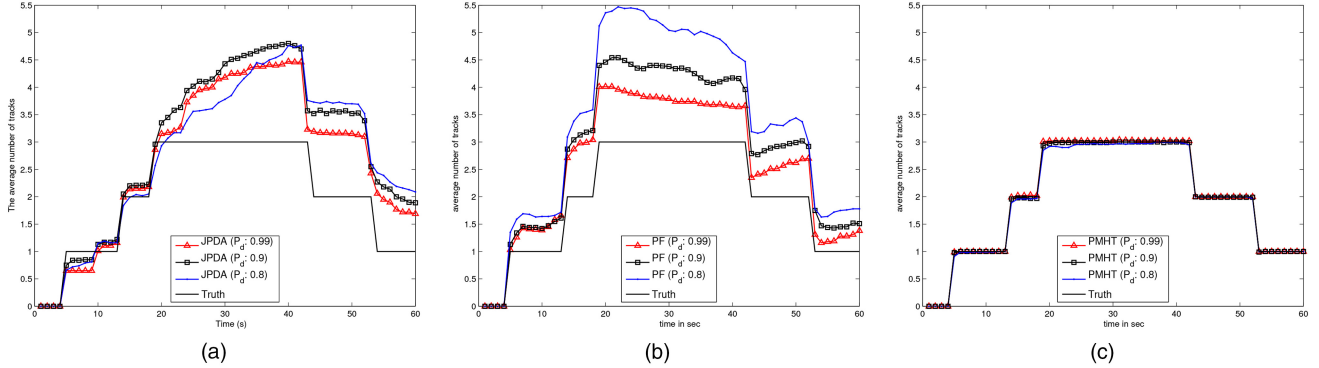 The average number of tracks
5.5
5
4.5
4
3.5
3
2.5
2
1.5
1
0.5
0
0 10 20 30 40 50 60
Time (s)
JPDA (Pd: 0.99)
JPDA (Pd: 0.9)
JPDA (Pd: 0.8)
Truth
(a)
average number of tracks
5.5
5
4.5
4
3.5
3
2.5
2
1.5
1
0.5
0
0 10 20 30 40 50 60
time in sec
PF (Pd: 0.99)
PF (Pd: 0.9)
PF (Pd: 0.8)
Truth
(b)
average number of tracks
5.5
5
4.5
4
3.5
3
2.5
2
1.5
1
0.5
0
0 10 20 30 40 50 60
time in sec
PMHT (Pd: 0.99)
PMHT (Pd: 0.9)
PMHT (Pd: 0.8)
Truth
(c)